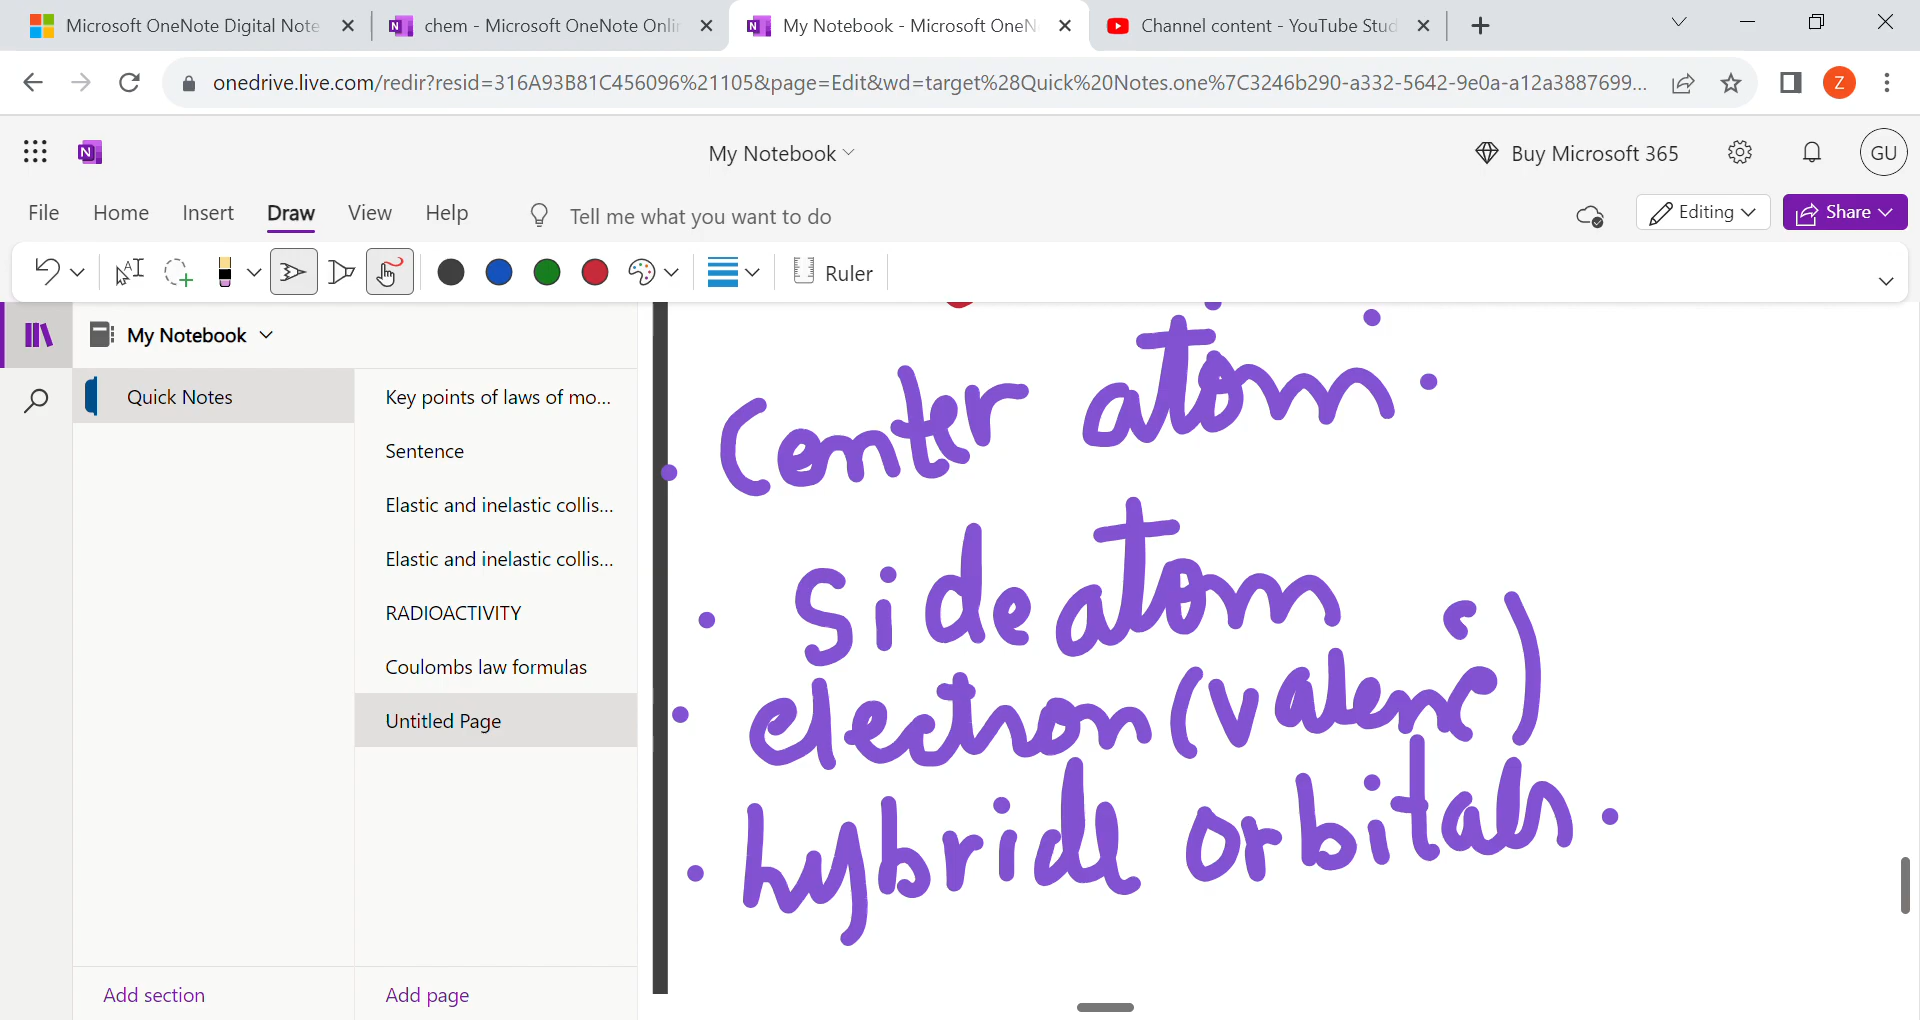 Microsoft OneNote Digital Note
chem - Microsoft OneNote Onlin
My Notebook - Microsoft OneN
Channel content - YouTube Stud
onedrive.live.com/redir?resid=316A93B81C456096%21105&page=Edit&wd=target%28Quick%20Notes.one%7C3246b290-a332-5642-9e0a-a12a3887699...
Z
N
My Notebook
Buy Microsoft 365
GU
File Home Insert Draw View Help
Tell me what you want to do
Editing
Share
Ruler
My Notebook
Quick Notes
Key points of laws of mo...
Sentence
Elastic and inelastic collis...
Elastic and inelastic collis...
RADIOACTIVITY
Coulombs law formulas
Untitled Page
Add section
Add page
. Center atom.
. Side atom
. electron (valence)
. hybrid orbitals.